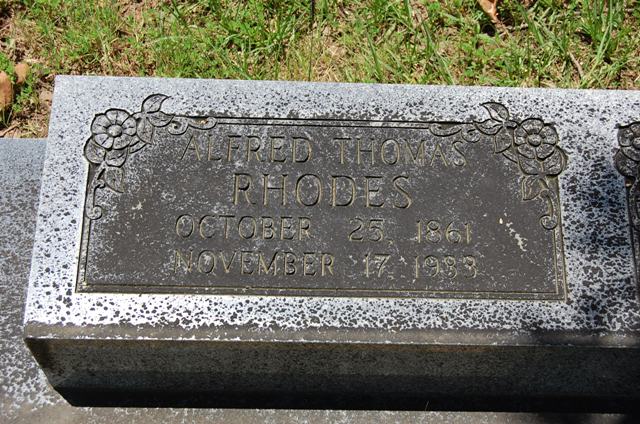 ALFRED THOMAS
RHODES
OCTOBER 25, 1861
NOVEMBER 17, 1933